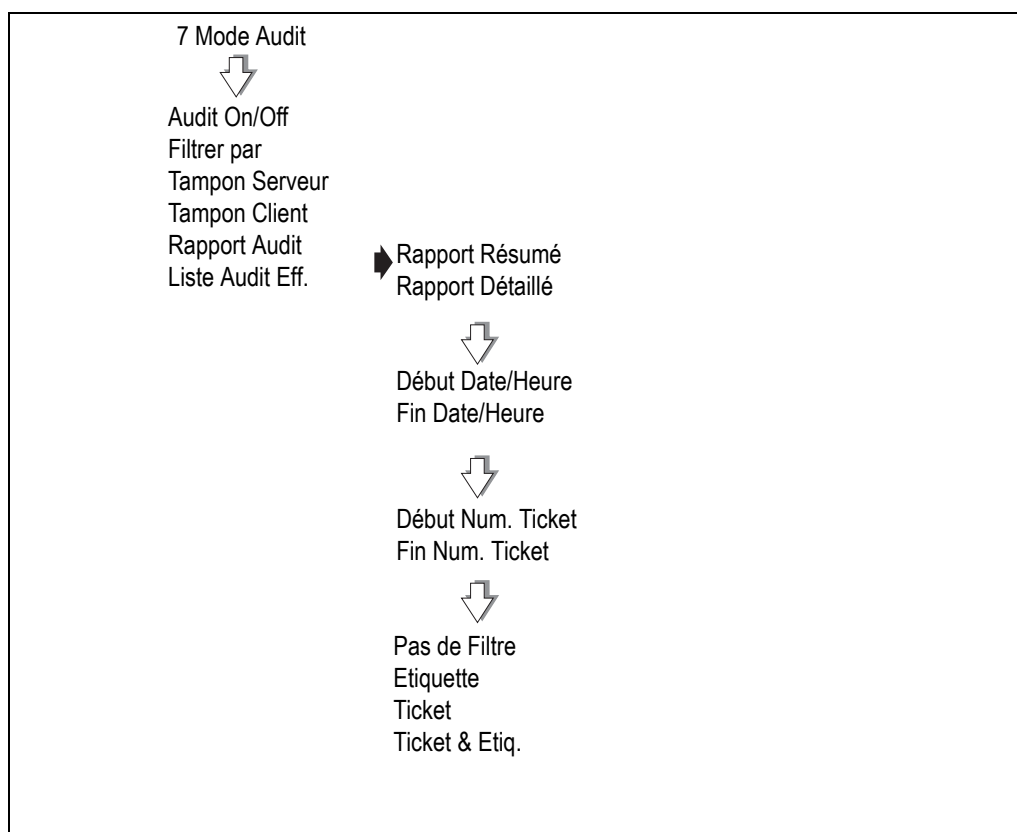 7 Mode Audit
Audit On/Off
Filtrer par
Tampon Serveur
Tampon Client
Rapport Audit
Liste Audit Eff.
Rapport Résumé
Rapport Détaillé
Début Date/Heure
Fin Date/Heure
Début Num. Ticket
Fin Num. Ticket
Pas de Filtre
Etiquette
Ticket
Ticket & Etiq.